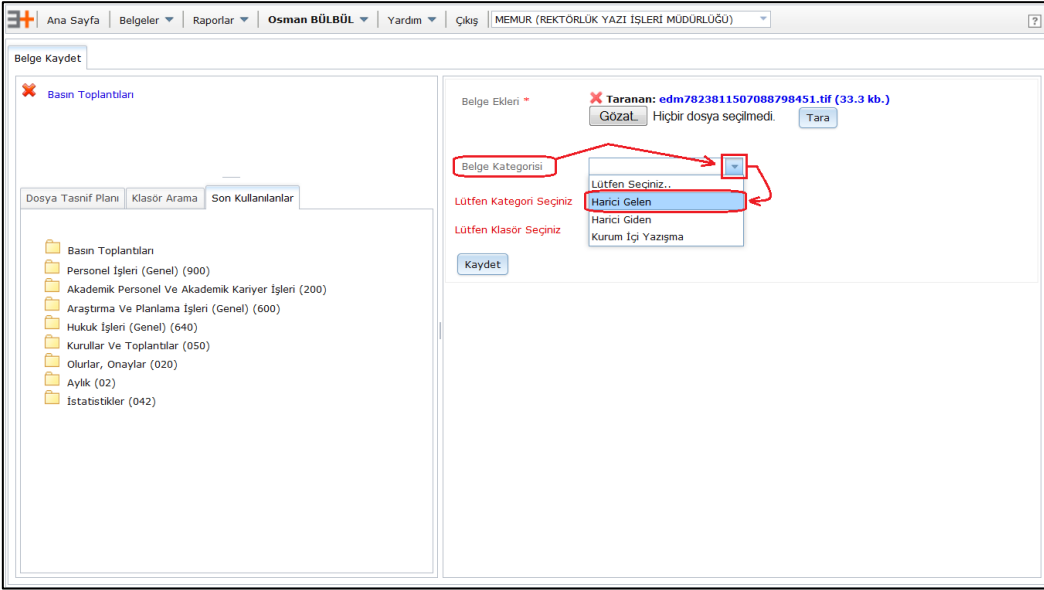 Ana Sayfa Belgeler Raporlar Osman BÜLBÜL Yardım Çıkış MEMUR (REKTÖRLÜK YAZI İŞLERİ MÜDÜRLÜĞÜ) ?
Belge Kaydet
Basın Toplantıları
Dosya Tasnif Planı Klasör Arama Son Kullanılanlar
Basın Toplantıları
Personel İşleri (Genel) (900)
Akademik Personel Ve Akademik Kariyer İşleri (200)
Araştırma Ve Planlama İşleri (Genel) (600)
Hukuk İşleri (Genel) (640)
Kurullar Ve Toplantılar (050)
Olurlar, Onaylar (020)
Aylık (02)
İstatistikler (042)
Belge Ekleri * Taranan: edm7823811507088798451.tif (33.3 kb.)
Gözat.. Hiçbir dosya seçilmedi. Tara
Belge Kategorisi
Lütfen Seçiniz..
Lütfen Kategori Seçiniz Harici Gelen
Harici Giden
Lütfen Klasör Seçiniz Kurum İçi Yazışma
Kaydet